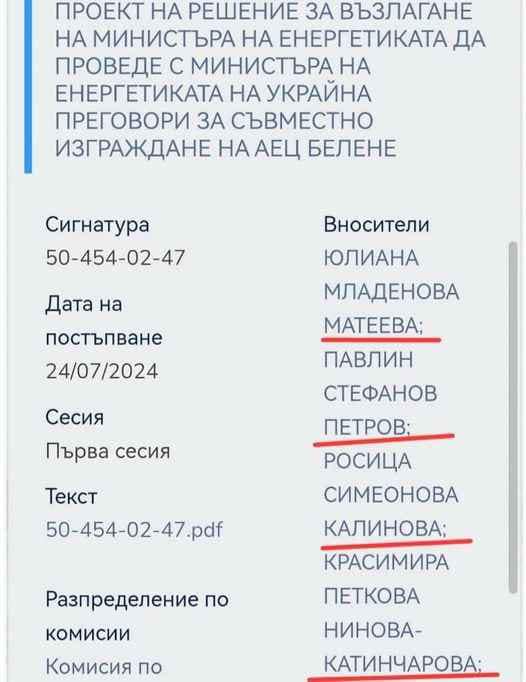 ПРОЕКТ НА РЕШЕНИЕ ЗА ВЪЗЛАГАНЕ
НА МИНИСТЪРА НА ЕНЕРГЕТИКАТА ДА
ПРОВЕДЕ С МИНИСТЪРА НА
ЕНЕРГЕТИКАТА НА УКРАЙНА
ПРЕГОВОРИ ЗА СЪВМЕСТНО
ИЗГРАЖДАНЕ НА АЕЦ БЕЛЕНЕ
Сигнатура
50-454-02-47
Дата на
постъпване
24/07/2024
Сесия
Първа сесия
Текст
50-454-02-47.pdf
Разпределение по
комисии
Комисия по
Вносители
ЮЛИАНА
МЛАДЕНОВА
МАТЕЕВА;
ПАВЛИН
СТЕФАНОВ
ПЕТРОВ;
РОСИЦА
СИМЕОНОВА
КАЛИНОВА;
КРАСИМИРА
ПЕТКОВА
НИНОВА-
КАТИНЧАРОВА;